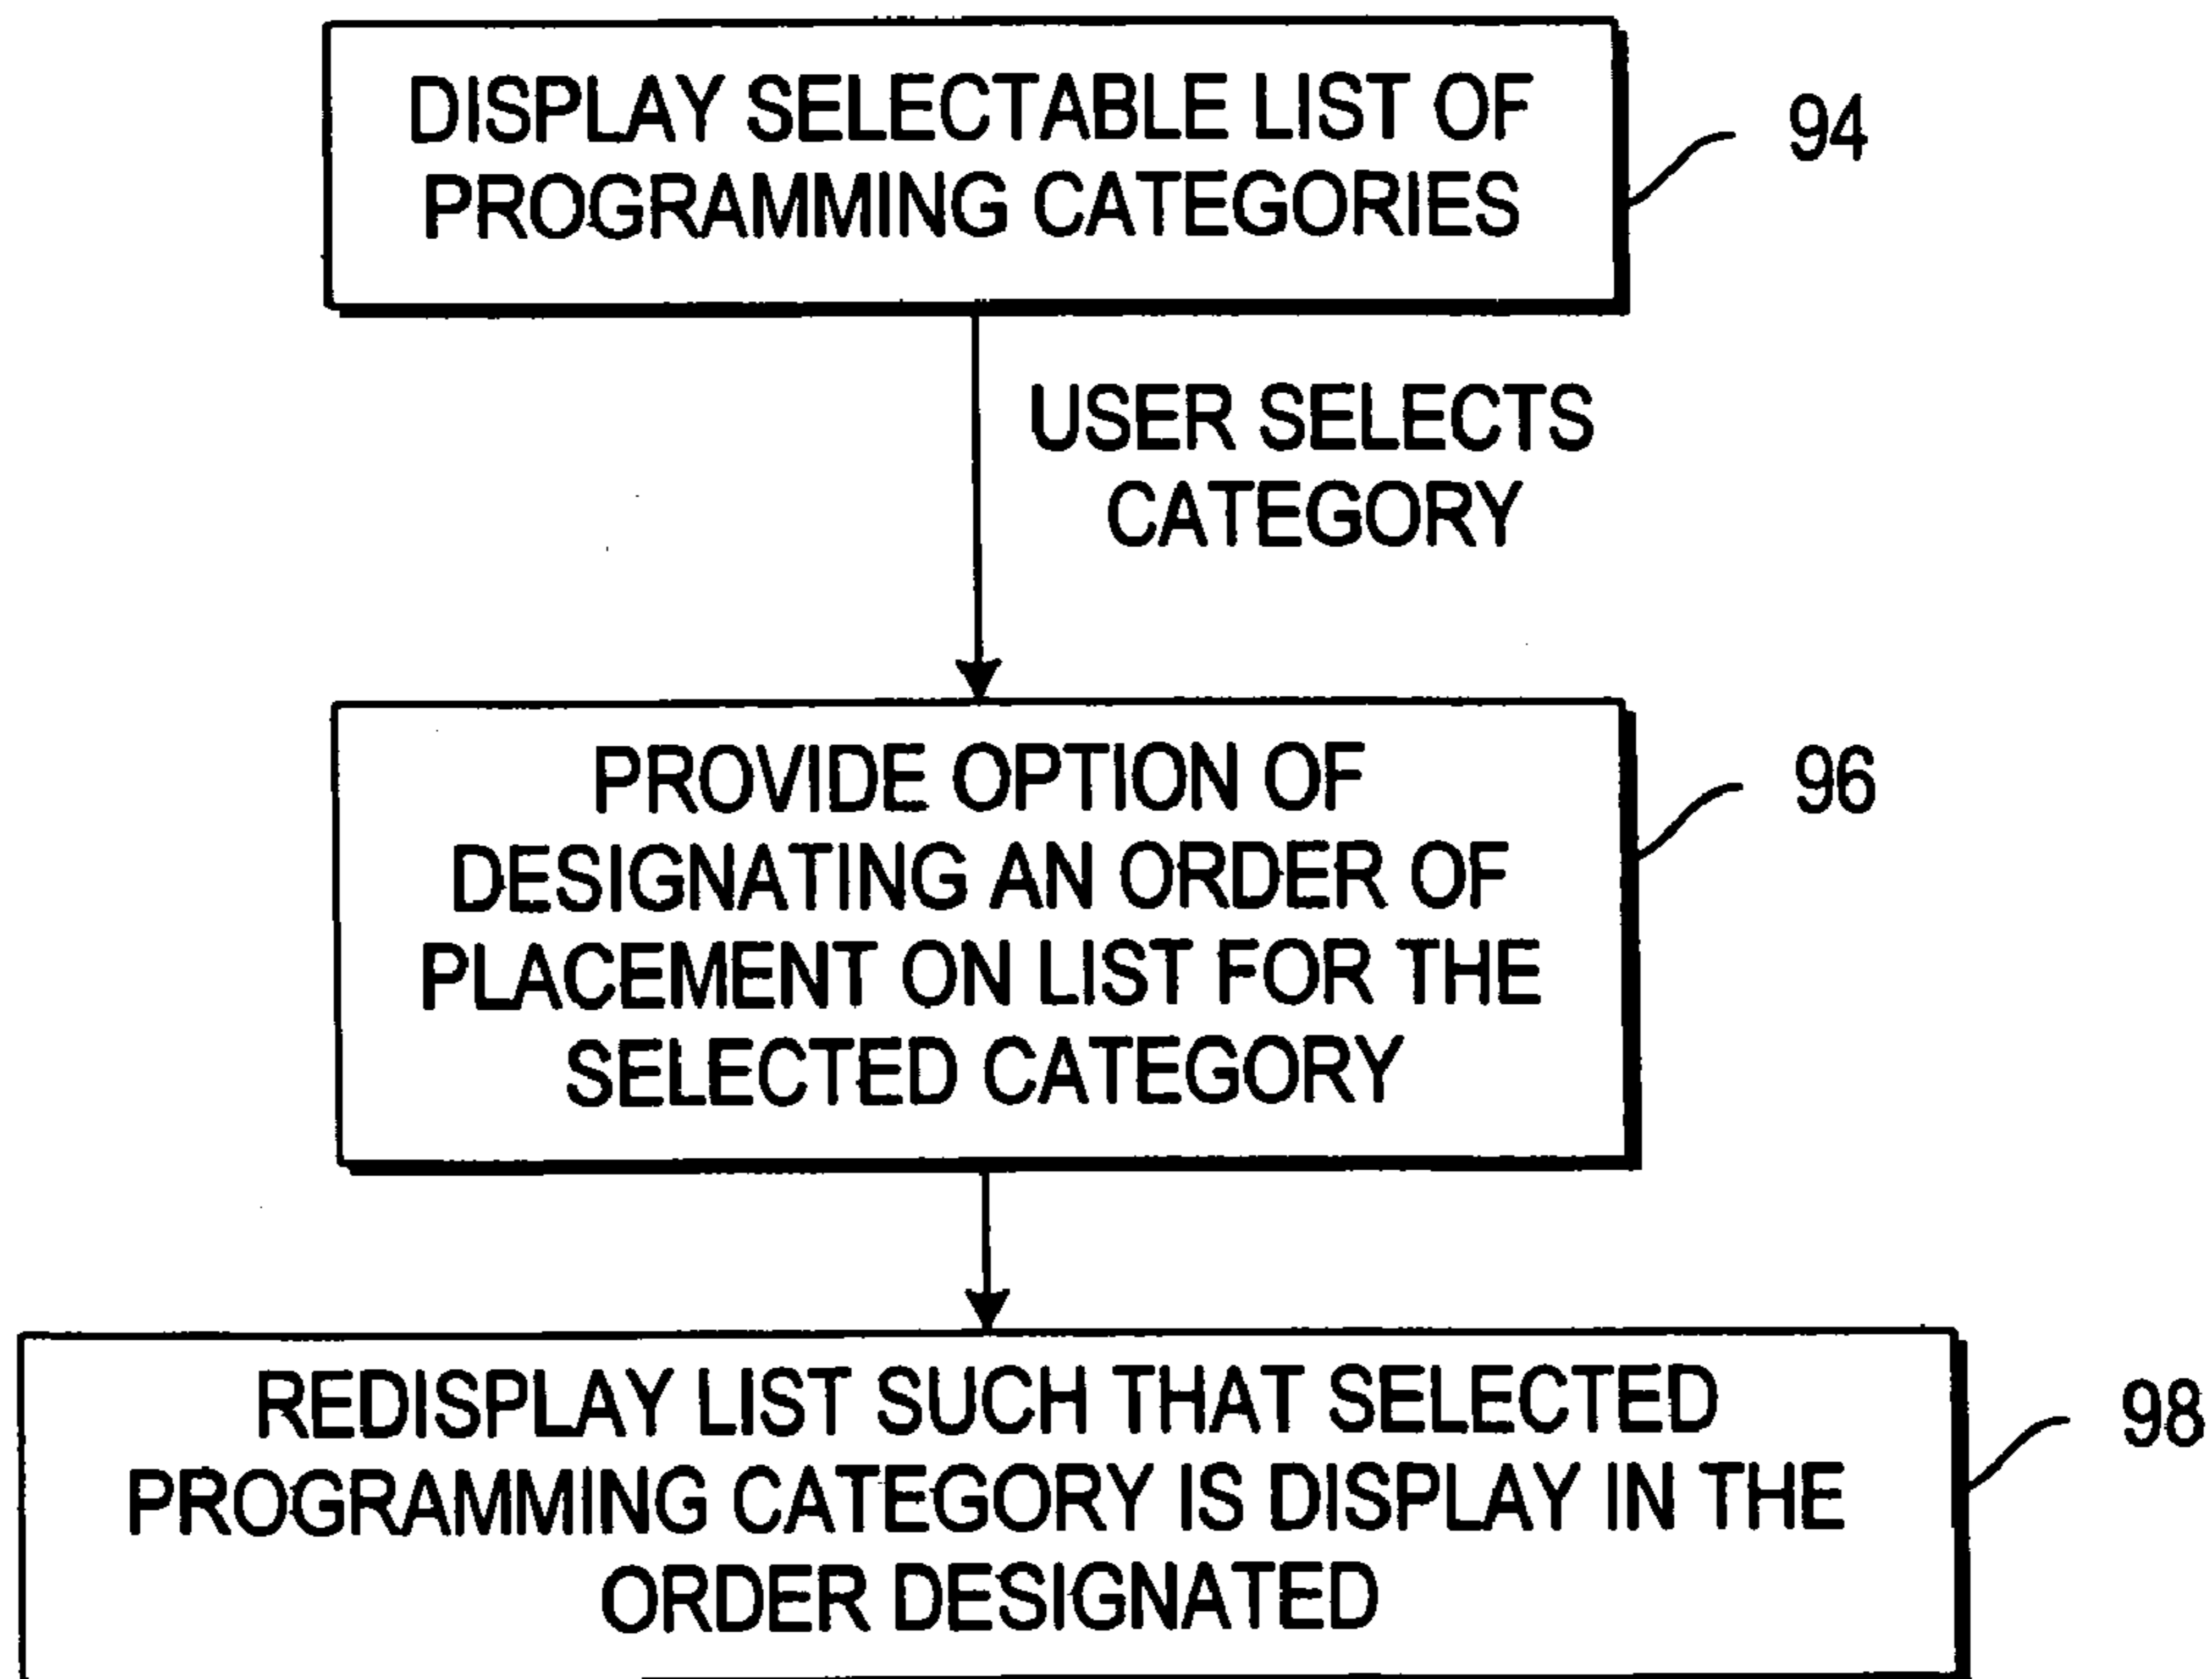 DISPLAY SELECTABLE LIST OF
PROGRAMMING CATEGORIES
94
USER SELECTS
CATEGORY
PROVIDE OPTION OF
DESIGNATING AN ORDER OF
PLACEMENT ON LIST FOR THE
SELECTED CATEGORY
96
REDISPLAY LIST SUCH THAT SELECTED
PROGRAMMING CATEGORY IS DISPLAY IN THE
ORDER DESIGNATED
98